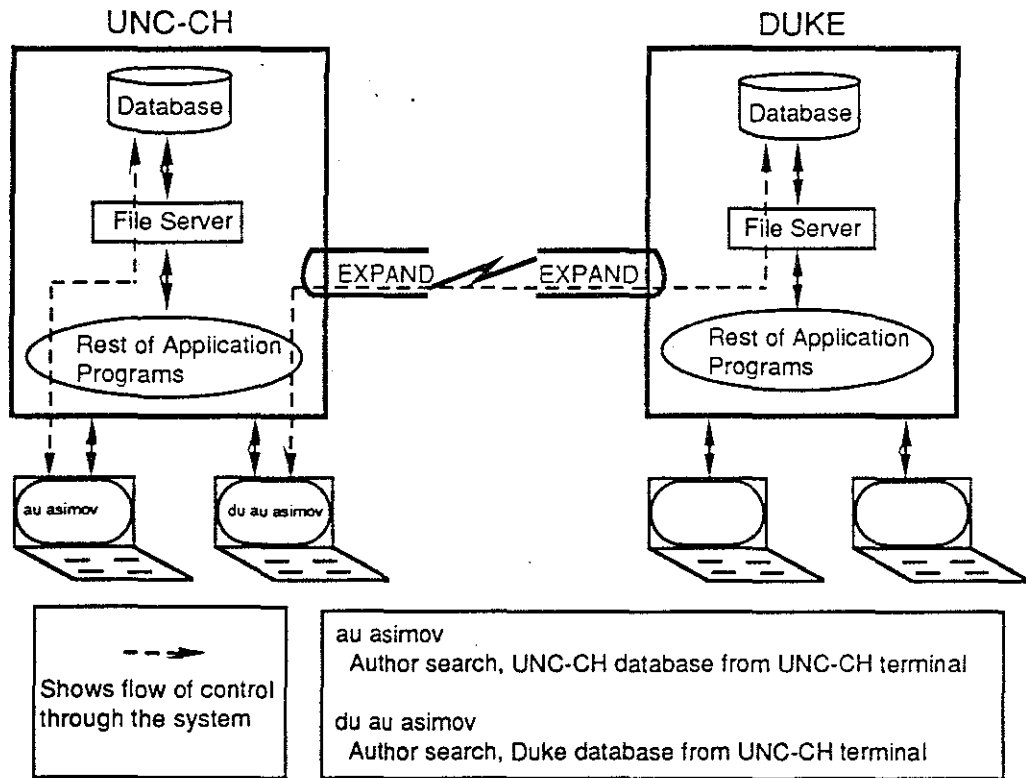 UNC-CH
DUKE
Database
File Server
Rest of Application
Programs
EXPAND
EXPAND
Database
File Server
Rest of Application
Programs
au asimov
du au asimov
Shows flow of control
through the system
au asimov
Author search, UNC-CH database from UNC-CH terminal
du au asimov
Author search, Duke database from UNC-CH terminal